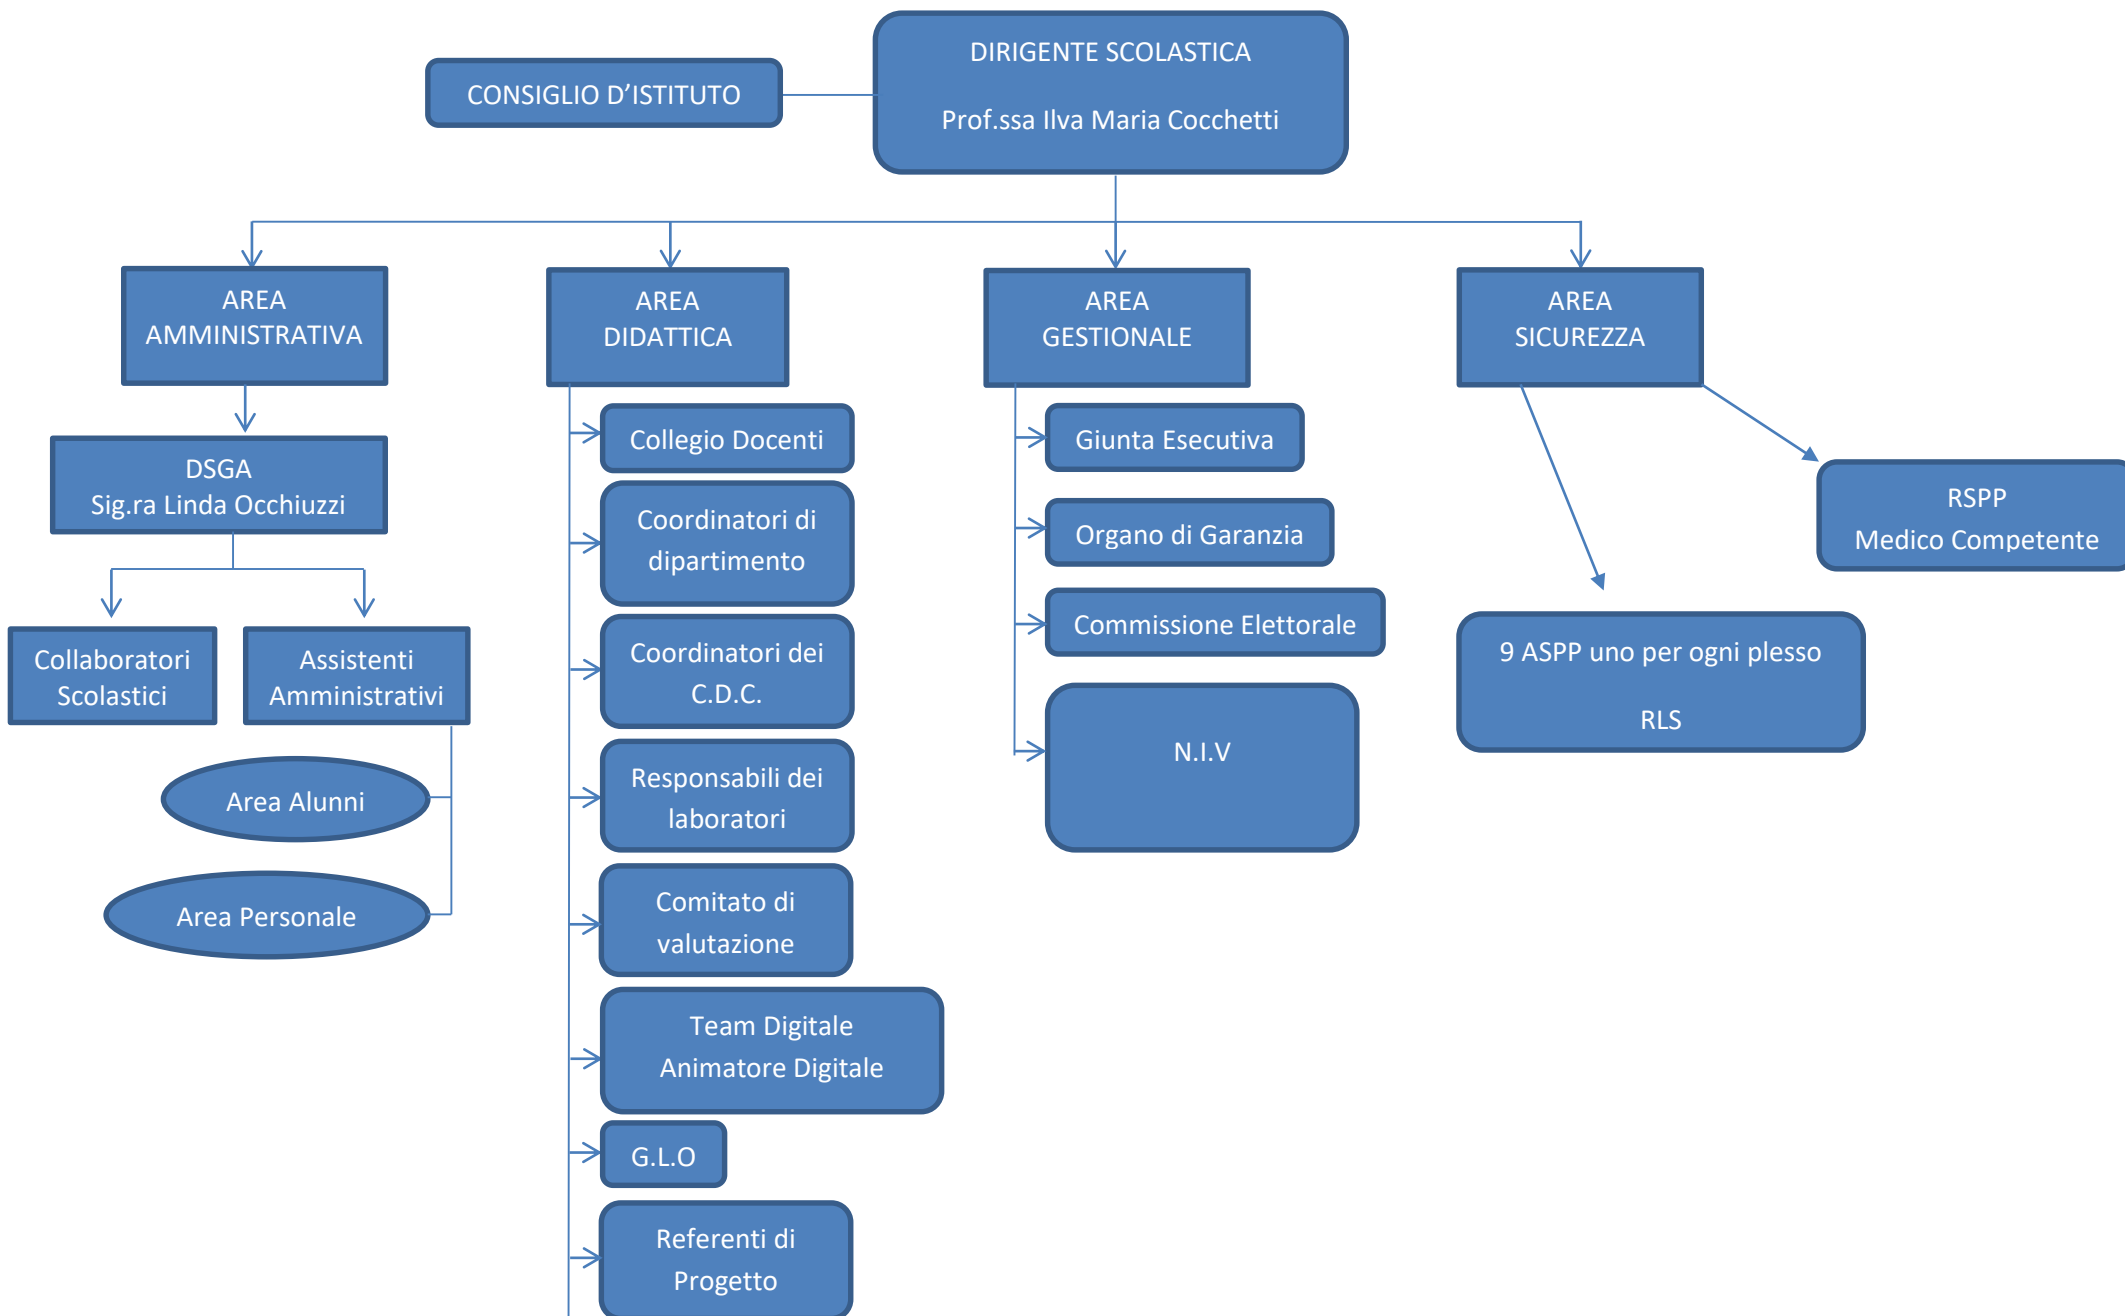 DIRIGENTE SCOLASTICA
Prof.ssa Ilva Maria Cocchetti
CONSIGLIO D’ISTITUTO
AREA
AMMINISTRATIVA
AREA
DIDATTICA
AREA
GESTIONALE
AREA
SICUREZZA
DSGA
Sig.ra Linda Occhiuzzi
Collaboratori
Scolastici
Assistenti
Amministrativi
Area Alunni
Area Personale
Collegio Docenti
Coordinatori di
dipartimento
Coordinatori dei
C.D.C.
Responsabili dei
laboratori
Comitato di
valutazione
Team Digitale
Animatore Digitale
G.L.O
Referenti di
Progetto
Giunta Esecutiva
Organo di Garanzia
Commissione Elettorale
N.I.V
RSPP
Medico Competente
9 ASPP uno per ogni plesso
RLS